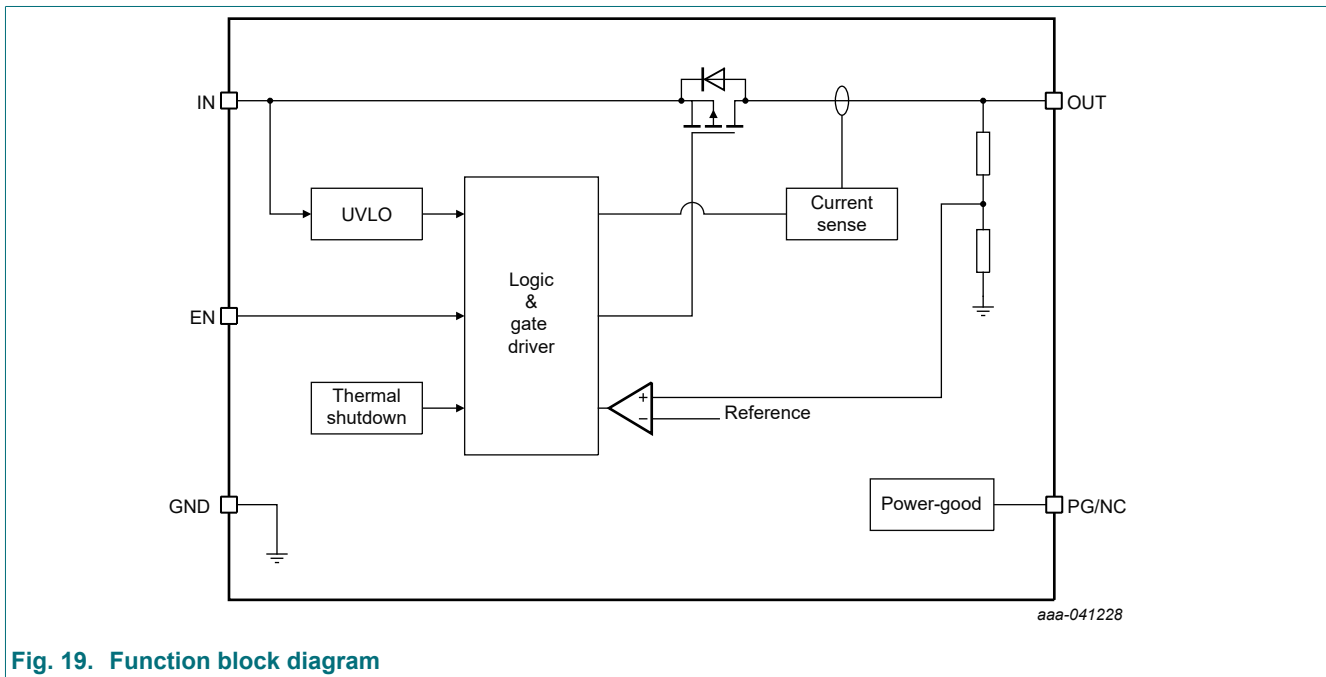 IN
OUT
UVLO
Current
sense
Logic
&
gate
driver
EN
Thermal
shutdown
+
−
Reference
GND
Power-good
PG/NC
aaa-041228
Fig. 19. Function block diagram